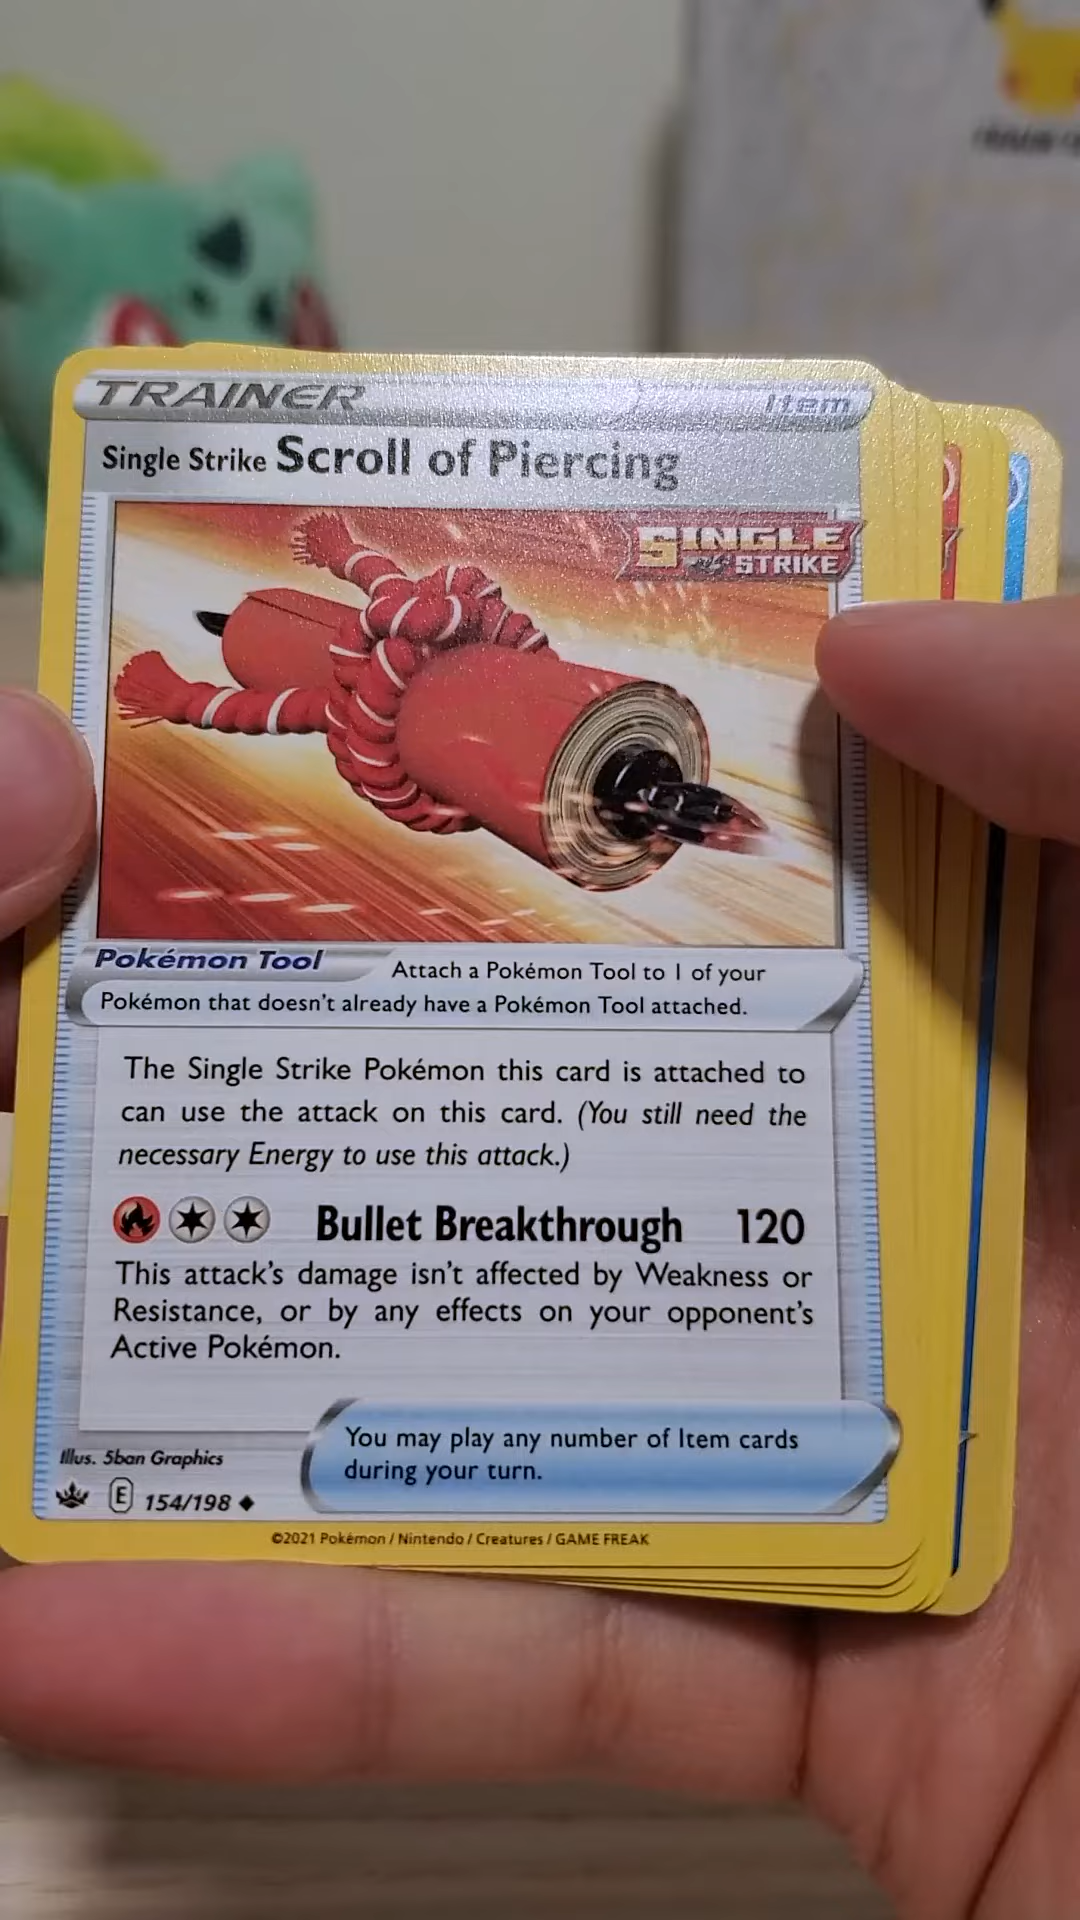 TRAINER
Item
Single Strike Scroll of Piercing
SINGLE
STRIKE
Pokémon Tool
Attach a Pokémon Tool to 1 of your
Pokémon that doesn't already have a Pokémon Tool attached.
The Single Strike Pokémon this card is attached to
can use the attack on this card. (You still need the
necessary Energy to use this attack.)
Bullet Breakthrough 120
This attack's damage isn't affected by Weakness or
Resistance, or by any effects on your opponent's
Active Pokémon.
You may play any number of Item cards
during your turn.
Illus. 5ban Graphics
E 154/198
©2021 Pokémon / Nintendo / Creatures / GAME FREAK